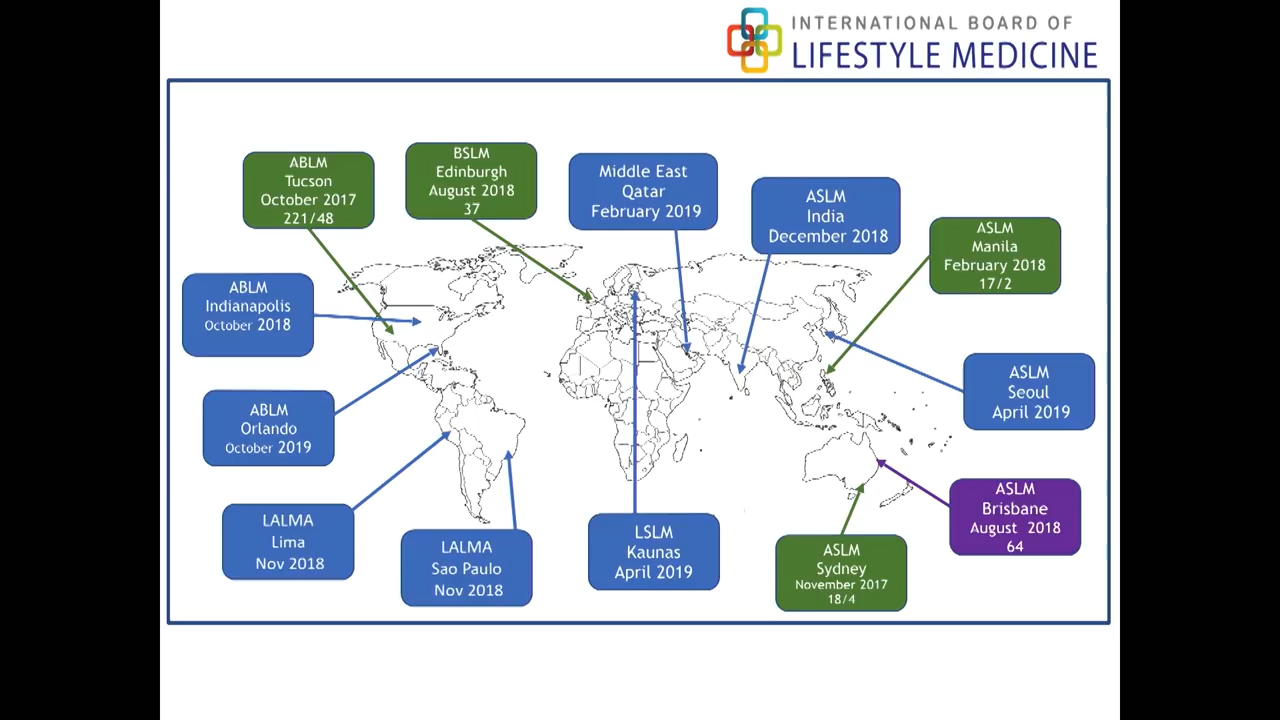 INTERNATIONAL BOARD OF
LIFESTYLE MEDICINE
ABLM
Tucson
October 2017
221/48
BSLM
Edinburgh
August 2018
37
Middle East
Qatar
February 2019
ASLM
India
December 2018
ASLM
Manila
February 2018
17/2
ABLM
Indianapolis
October 2018
ASLM
Seoul
April 2019
ABLM
Orlando
October 2019
LALMA
Lima
Nov 2018
LALMA
Sao Paulo
Nov 2018
LSLM
Kaunas
April 2019
ASLM
Sydney
November 2017
18/4
ASLM
Brisbane
August 2018
64